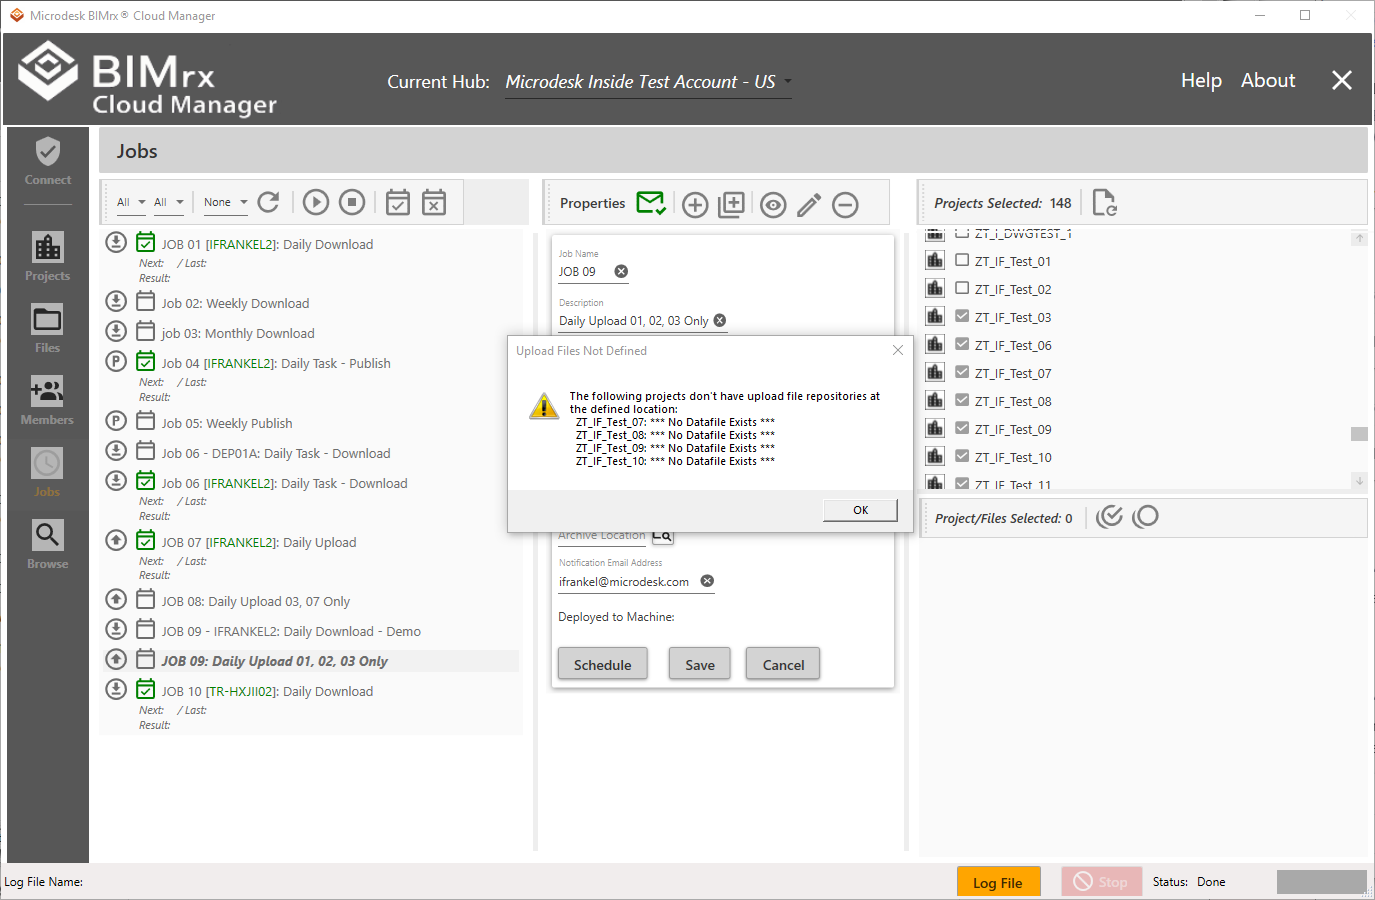 Microdesk BIMrx® Cloud Manager
BIMrx
Cloud Manager
Current Hub: Microdesk Inside Test Account - US
Help About
Connect
Projects
Files
Members
Jobs
Browse
Jobs
All All None
JOB 01 [IFRANKEL2]: Daily Download
Next: / Last:
Result:
Job 02: Weekly Download
job 03: Monthly Download
Job 04 [IFRANKEL2]: Daily Task - Publish
Next: / Last:
Result:
Job 05: Weekly Publish
Job 06 - DEP01A: Daily Task - Download
Job 06 [IFRANKEL2]: Daily Task - Download
Next: / Last:
Result:
JOB 07 [IFRANKEL2]: Daily Upload
Next: / Last:
Result:
JOB 08: Daily Upload 03, 07 Only
JOB 09 - IFRANKEL2: Daily Download - Demo
JOB 09: Daily Upload 01, 02, 03 Only
JOB 10 [TR-HXJII02]: Daily Download
Next: / Last:
Result:
Properties
Job Name
JOB 09
Description
Daily Upload 01, 02, 03 Only
Upload Files Not Defined
The following projects don't have upload file repositories at
the defined location:
ZT_IF_Test_07: *** No Datafile Exists ***
ZT_IF_Test_08: *** No Datafile Exists ***
ZT_IF_Test_09: *** No Datafile Exists ***
ZT_IF_Test_10: *** No Datafile Exists ***
OK
Archive Location
Notification Email Address
ifrankel@microdesk.com
Deployed to Machine:
Schedule Save Cancel
Projects Selected: 148
ZT_I_DWGTEST_1
ZT_IF_Test_01
ZT_IF_Test_02
ZT_IF_Test_03
ZT_IF_Test_06
ZT_IF_Test_07
ZT_IF_Test_08
ZT_IF_Test_09
ZT_IF_Test_10
ZT_IF_Test_11
Project/Files Selected: 0
Log File Name:
Log File
Stop
Status: Done